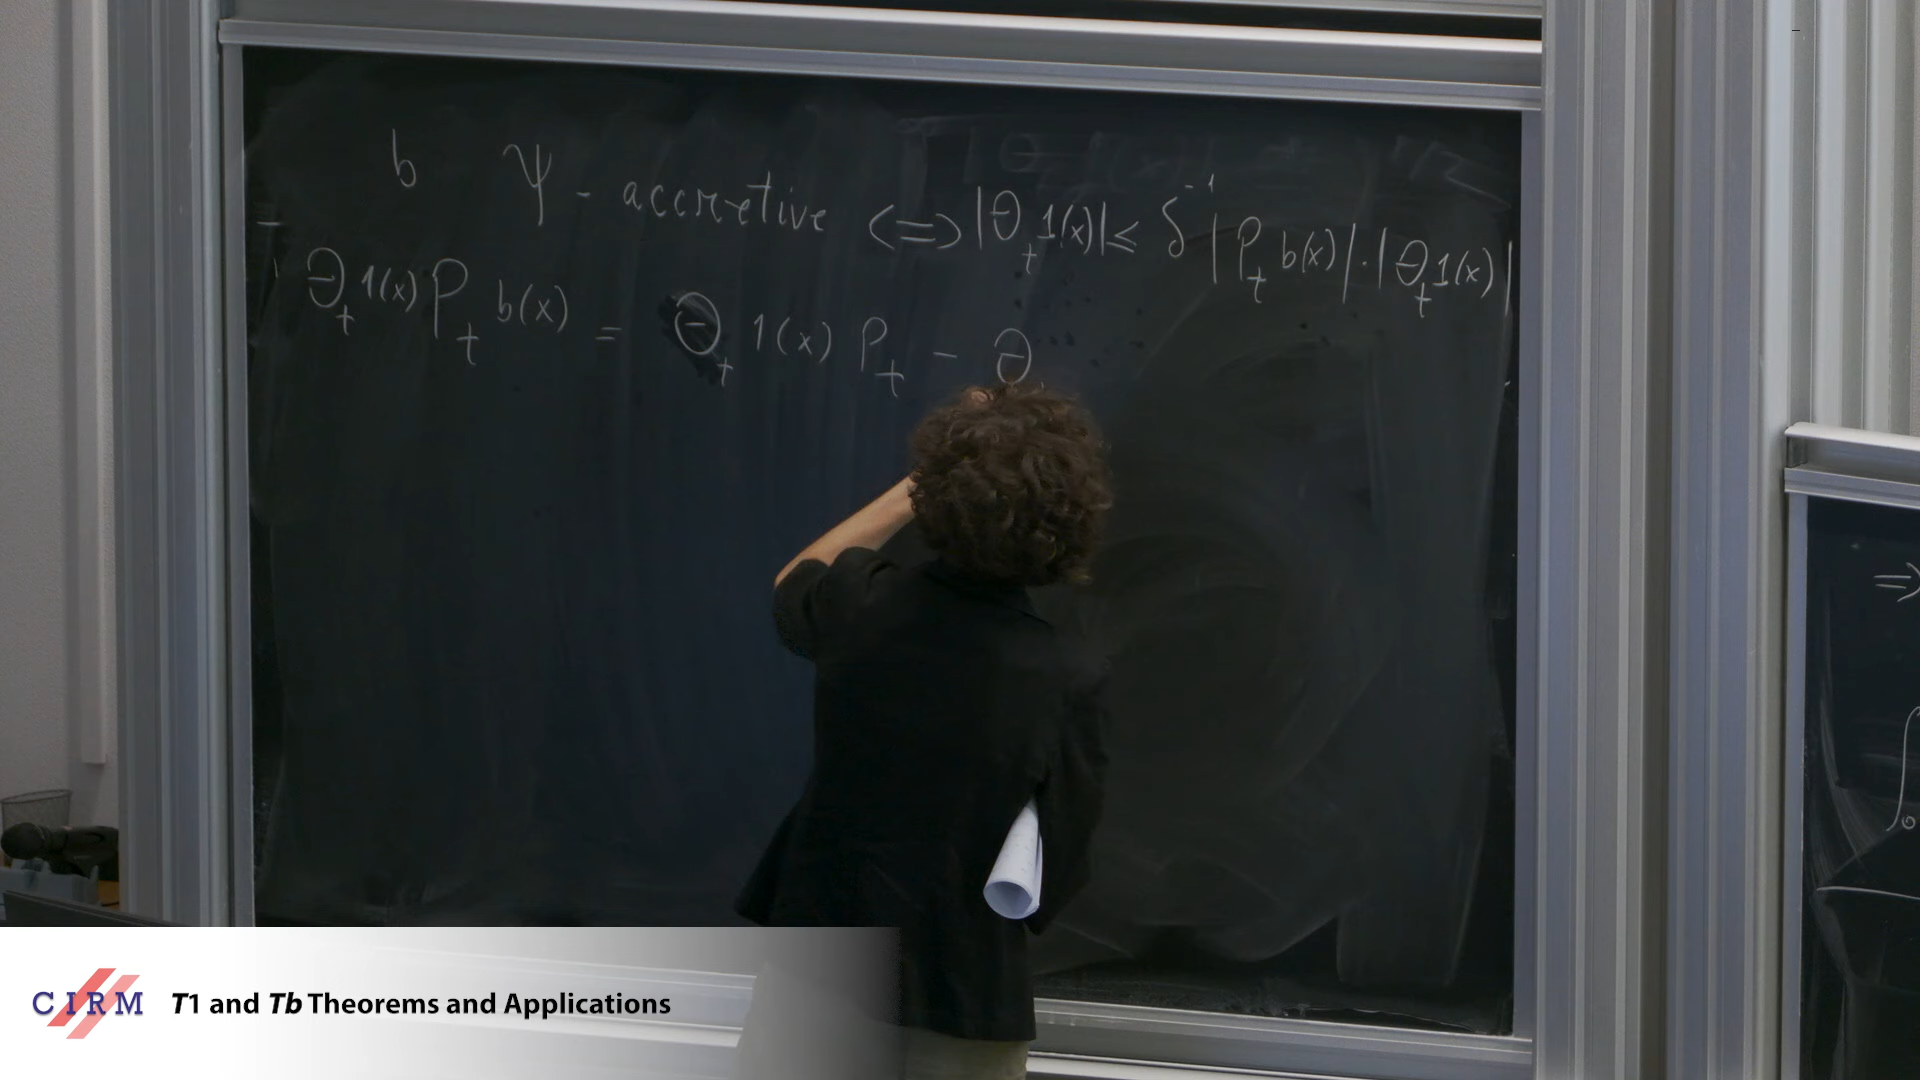 b ψ - accretive <=> |Θ_t 1(x)| ≤ δ^{-1} |P_t b(x)| · |Θ_t 1(x)|
Θ_t 1(x) P_t b(x) = Θ_t 1(x) P_t - Θ
=>
∫_0
CIRM T1 and Tb Theorems and Applications